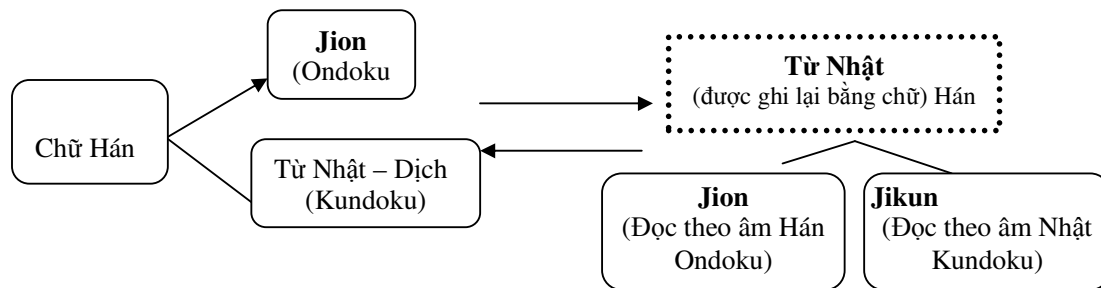 Jion
(Ondoku
Chữ Hán
Từ Nhật – Dịch
(Kundoku)
Từ Nhật
(được ghi lại bằng chữ) Hán
Jion
(Đọc theo âm Hán
Ondoku)
Jikun
(Đọc theo âm Nhật
Kundoku)